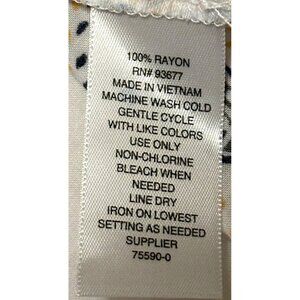 100% RAYON
RN# 93677
MADE IN VIETNAM
MACHINE WASH COLD
GENTLE CYCLE
WITH LIKE COLORS
USE ONLY
NON-CHLORINE
BLEACH WHEN
NEEDED
LINE DRY
IRON ON LOWEST
SETTING AS NEEDED
SUPPLIER
75590-0